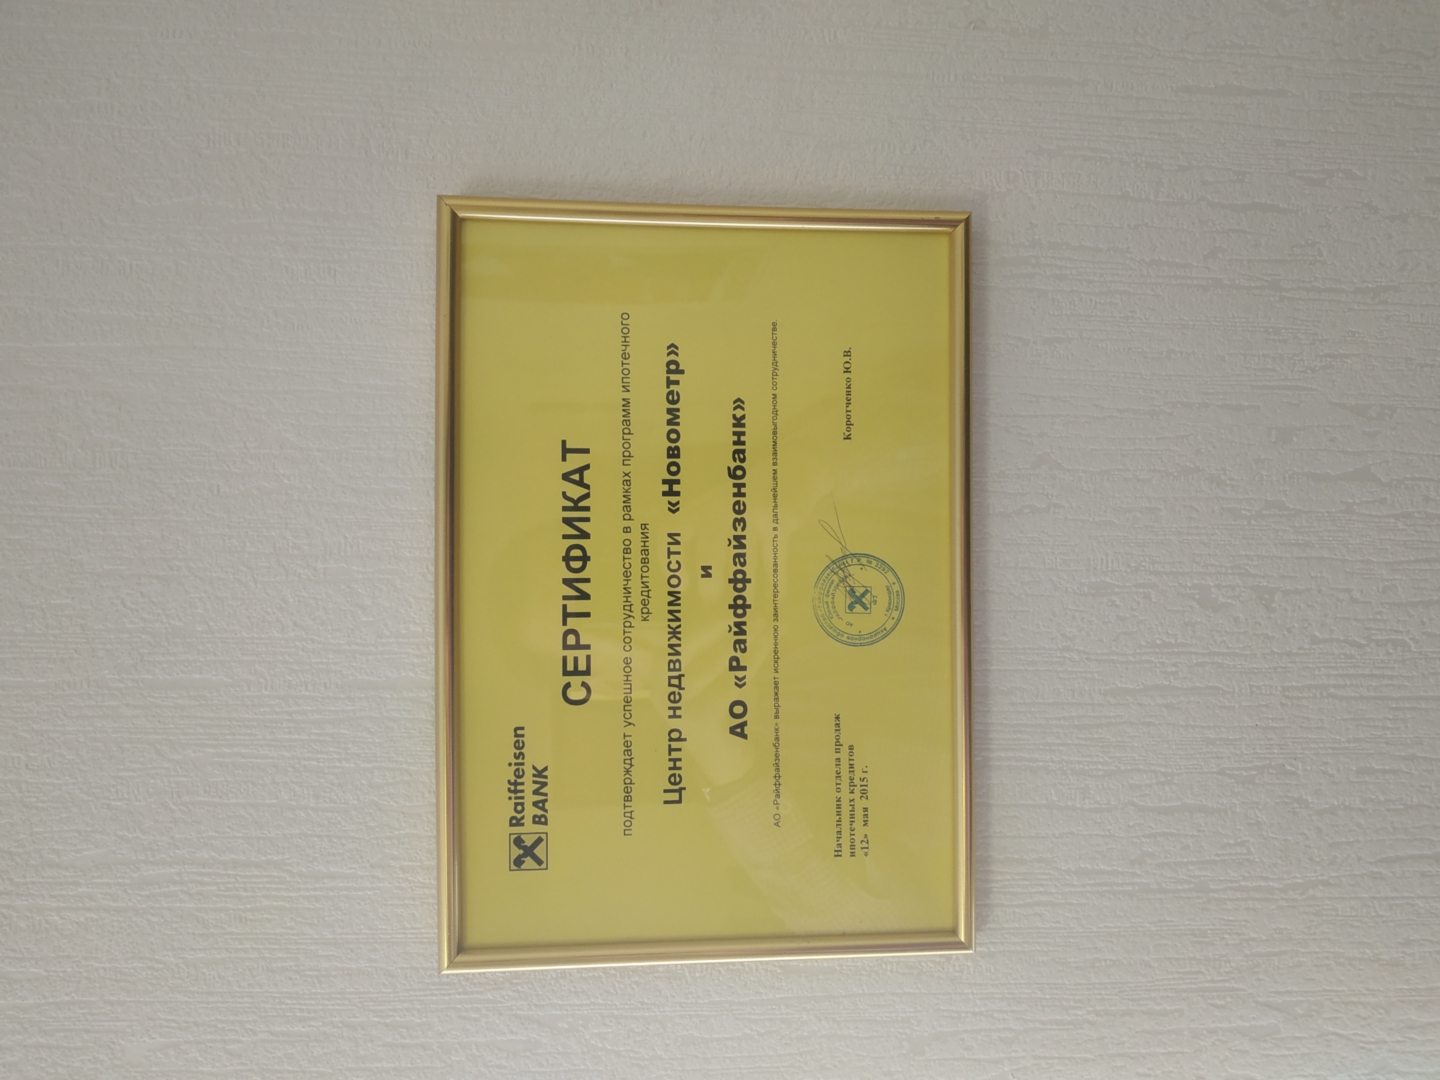 Raiffeisen
BANK
СЕРТИФИКАТ
подтверждает успешное сотрудничество в рамках программ ипотечного
кредитования
Центр недвижимости «Новометр»
и
АО «Райффайзенбанк»
АО «Райффайзенбанк» выражает искреннюю заинтересованность в дальнейшем взаимовыгодном сотрудничестве.
Начальник отдела продаж
ипотечных кредитов
«12» мая 2015 г.
Коротченко Ю.В.